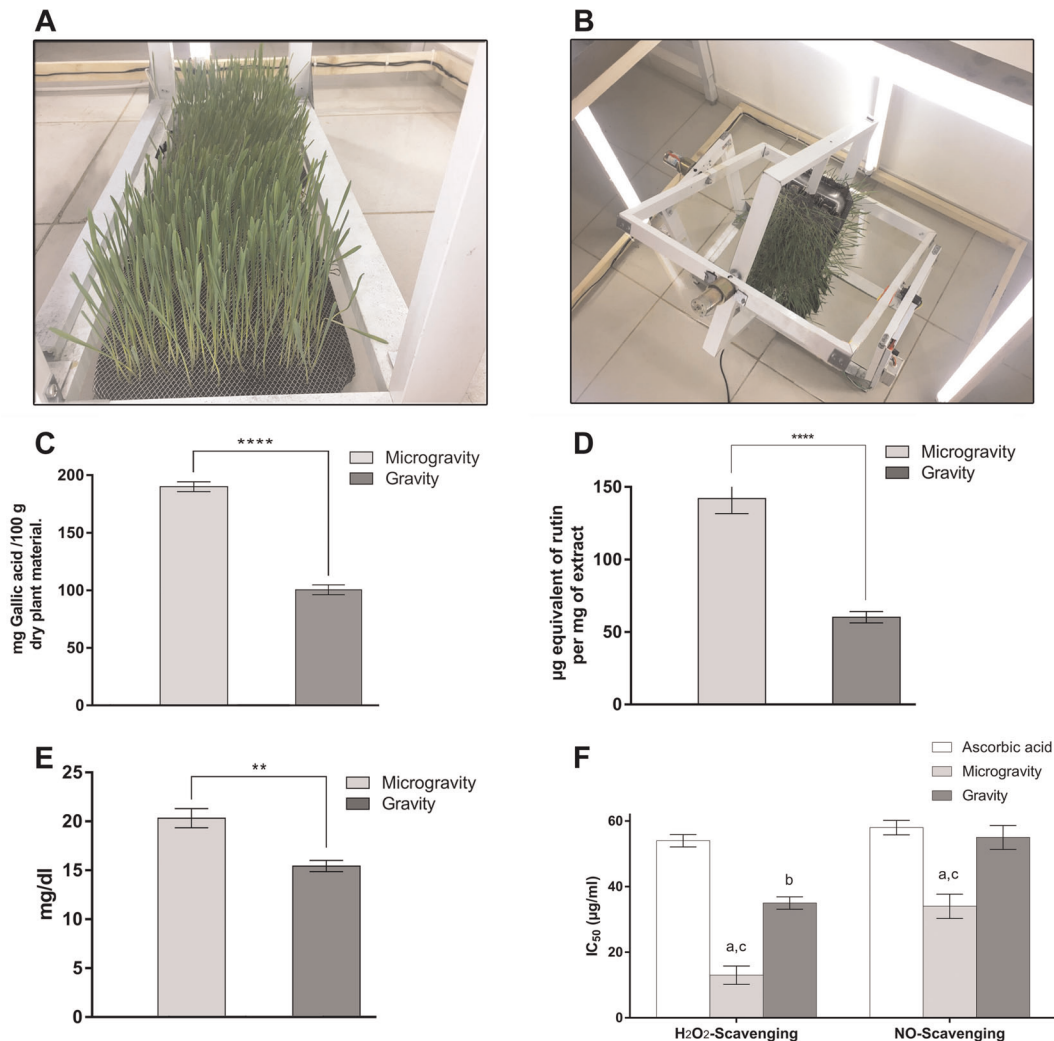 A
B
C
****
Microgravity
Gravity
mg Gallic acid /100 g
dry plant material.
200
150
100
50
0
D
****
Microgravity
Gravity
µg equivalent of rutin
per mg of extract
150
100
50
0
E
**
Microgravity
Gravity
mg/dl
25
20
15
10
5
0
F
Ascorbic acid
Microgravity
Gravity
IC50 (µg/ml)
60
40
20
0
a,c
b
a,c
H2O2-Scavenging
NO-Scavenging